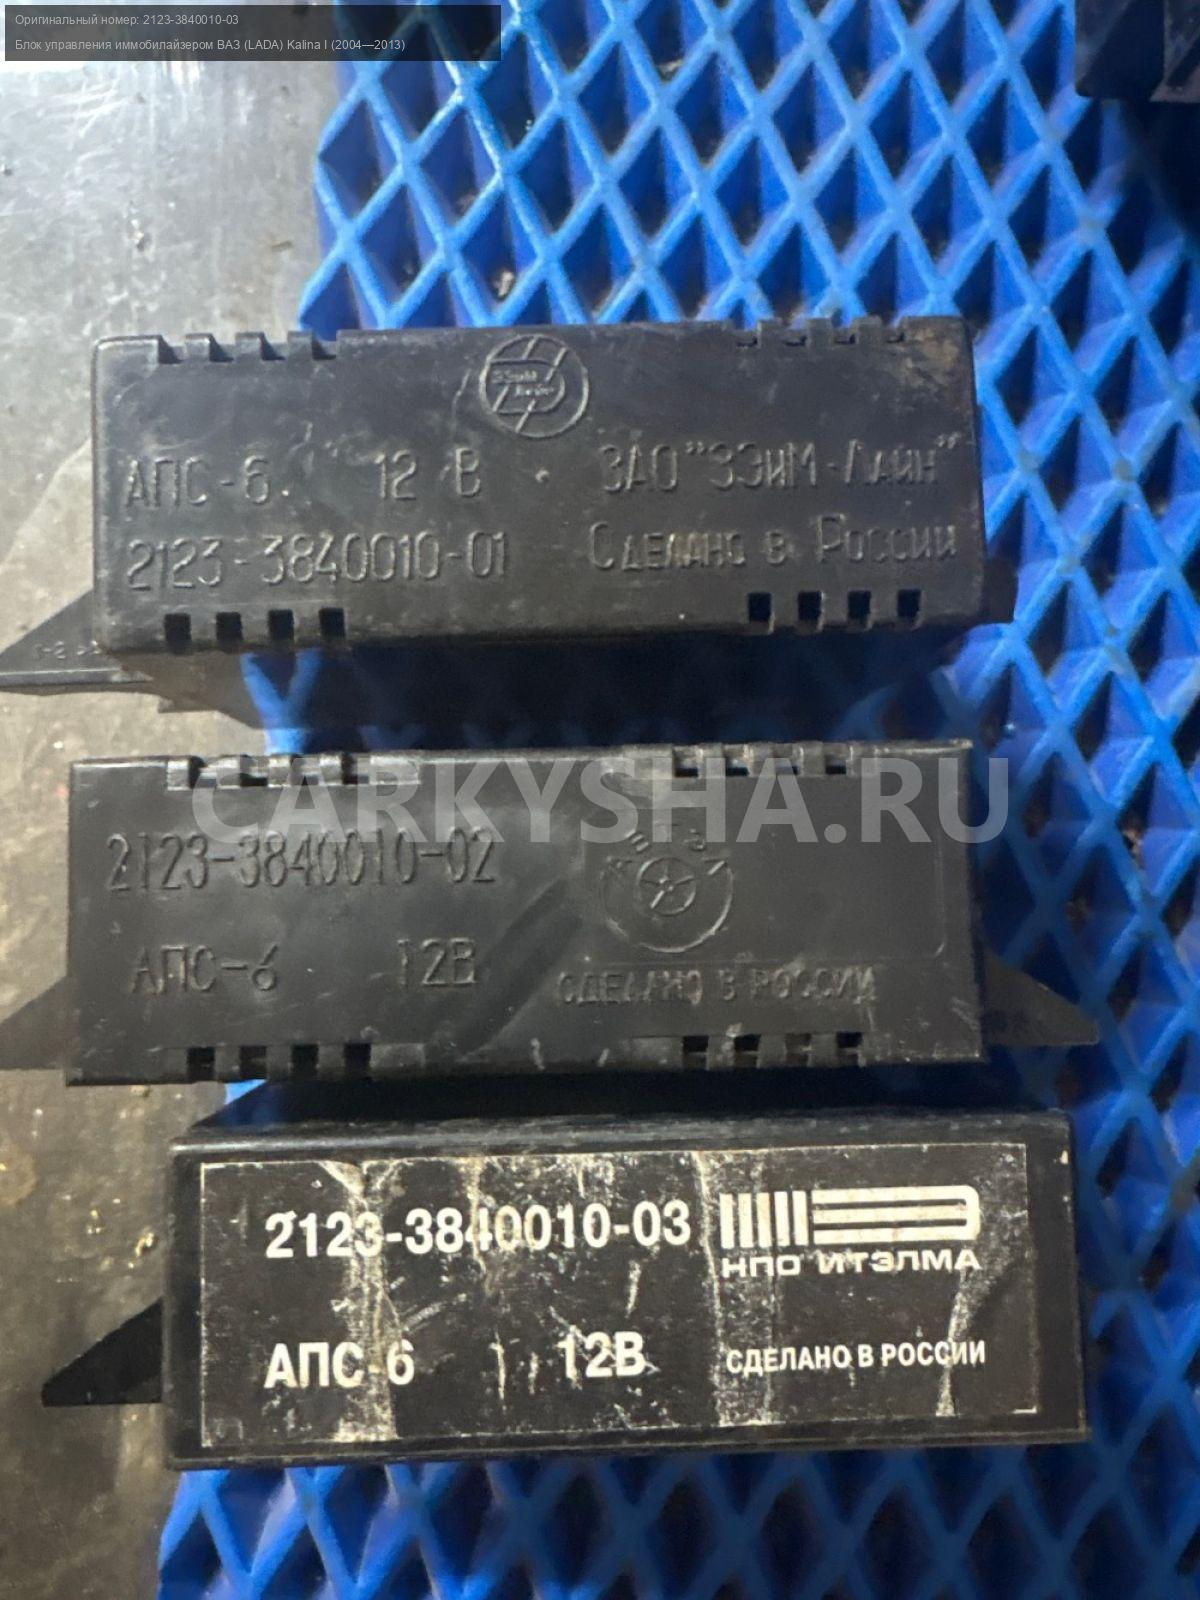 Оригинальный номер: 2123-3840010-03
Блок управления иммобилайзером ВАЗ (LADA) Kalina I (2004—2013)
АПС-6 12 В ЗАО "ЗЭиМ-Лайн"
2123-3840010-01 Сделано в России
CARKYSHA.RU
2123-3840010-02
АПС-6 12В СДЕЛАНО В РОССИИ
2123-3840010-03 НПО ИТЭЛМА
АПС-6 12В СДЕЛАНО В РОССИИ